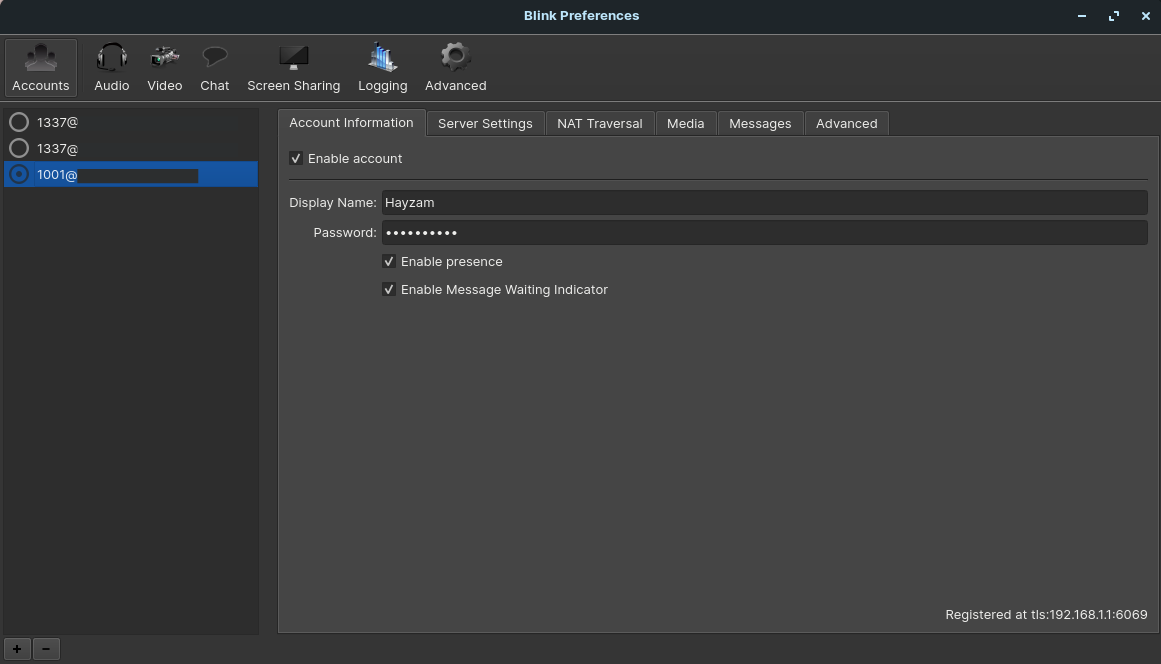 Blink Preferences
Accounts Audio Video Chat Screen Sharing Logging Advanced
1337@
1337@
1001@
Account Information Server Settings NAT Traversal Media Messages Advanced
Enable account
Display Name: Hayzam
Password: ••••••••••
Enable presence
Enable Message Waiting Indicator
Registered at tls:192.168.1.1:6069
+ −